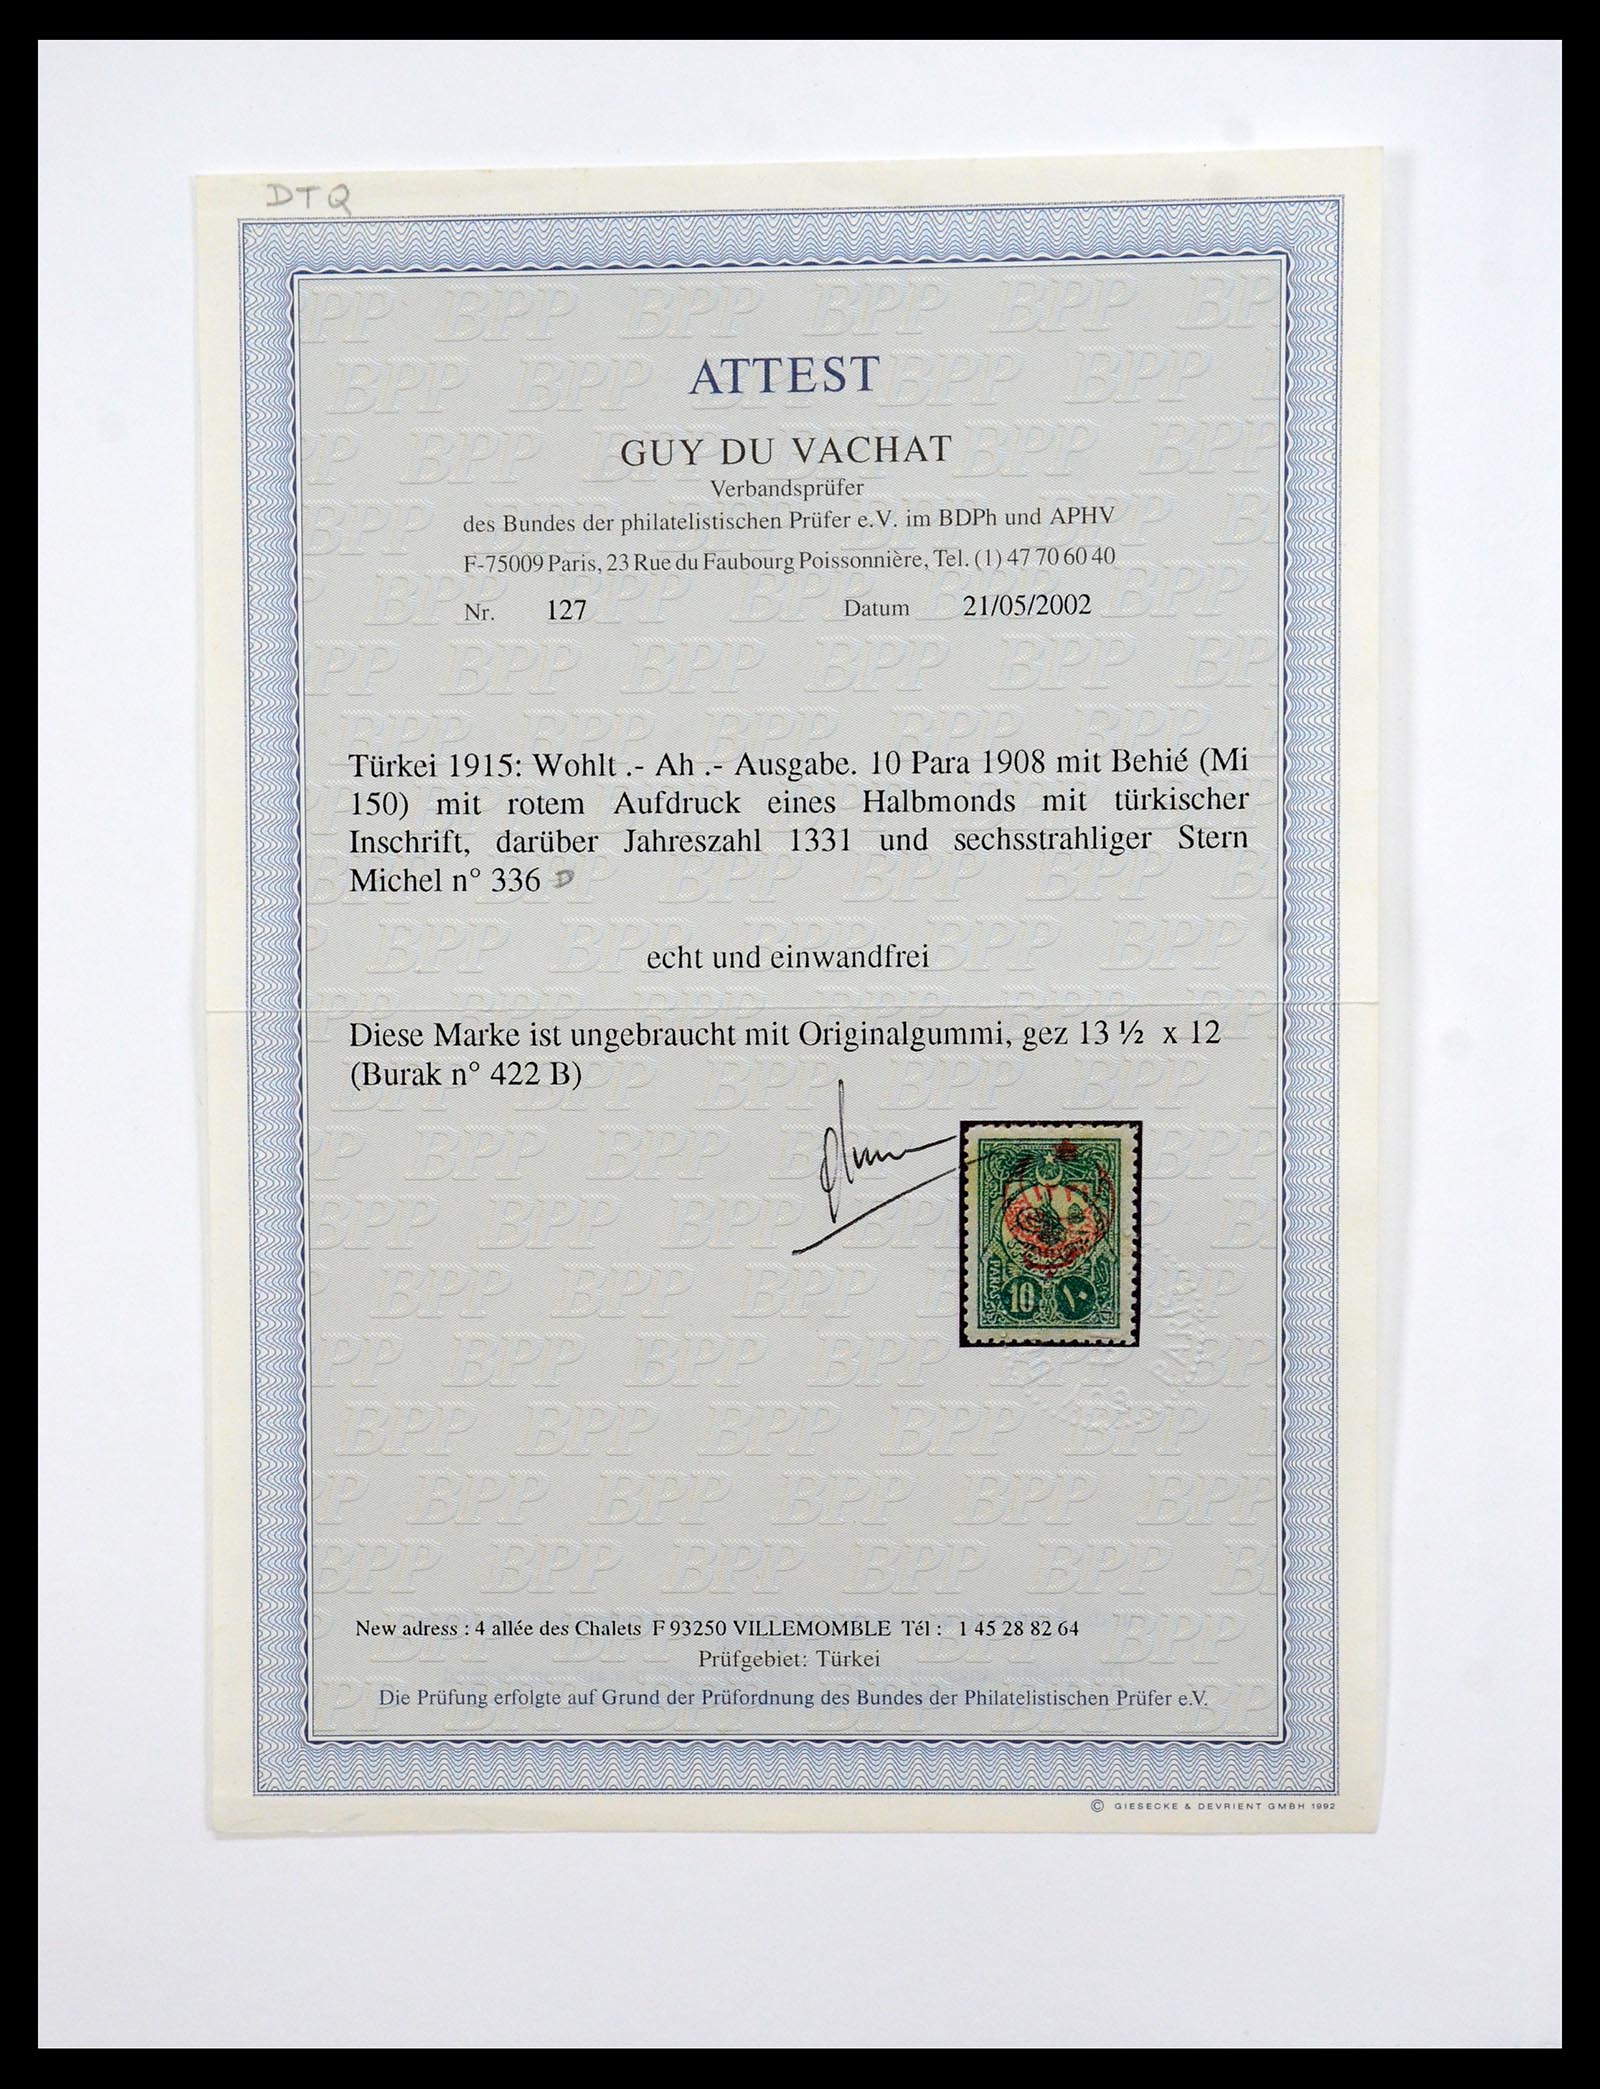 DTQ
ATTEST
GUY DU VACHAT
Verbandsprüfer
des Bundes der philatelistischen Prüfer e.V. im BDPh und APHV
F-75009 Paris, 23 Rue du Faubourg Poissonnière, Tel. (1) 47 70 60 40
Nr. 127 Datum 21/05/2002
Türkei 1915: Wohlt .- Ah .- Ausgabe. 10 Para 1908 mit Behié (Mi
150) mit rotem Aufdruck eines Halbmonds mit türkischer
Inschrift, darüber Jahreszahl 1331 und sechsstrahliger Stern
Michel n° 336 D
echt und einwandfrei
Diese Marke ist ungebraucht mit Originalgummi, gez 13 ½ x 12
(Burak n° 422 B)
١٣٣١
PARAS
10 ١٠
New adress : 4 allée des Chalets F 93250 VILLEMOMBLE Tél : 1 45 28 82 64
Prüfgebiet: Türkei
Die Prüfung erfolgte auf Grund der Prüfordnung des Bundes der Philatelistischen Prüfer e.V.
© GIESECKE & DEVRIENT GMBH 1992